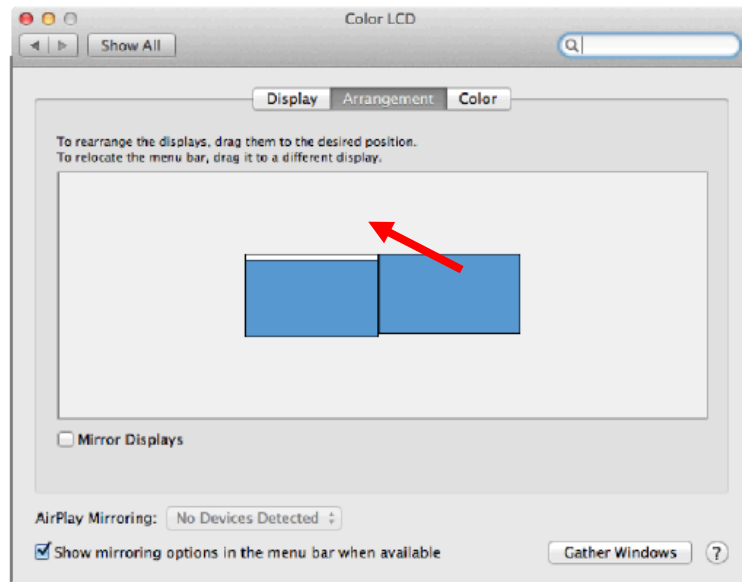 Color LCD
Show All
Display Arrangement Color
To rearrange the displays, drag them to the desired position.
To relocate the menu bar, drag it to a different display.
Mirror Displays
AirPlay Mirroring: No Devices Detected
Show mirroring options in the menu bar when available
Gather Windows ?